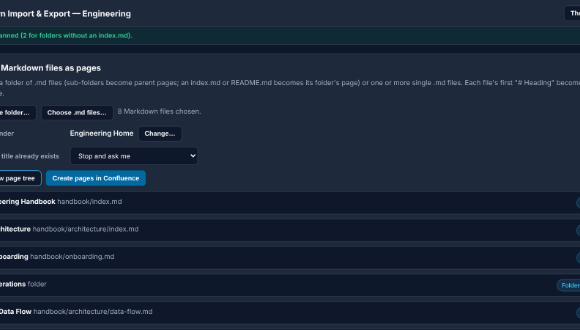 n Import & Export — Engineering
The
anned (2 for folders without an index.md).
Markdown files as pages
a folder of .md files (sub-folders become parent pages; an index.md or README.md becomes its folder's page) or one or more single .md files. Each file's first "# Heading" becom
e.
e folder…
Choose .md files…
8 Markdown files chosen.
nder
Engineering Home
Change…
title already exists
Stop and ask me
w page tree
Create pages in Confluence
eering Handbook handbook/index.md
hitecture handbook/architecture/index.md
boarding handbook/onboarding.md
erations folder
Folder
Data Flow handbook/architecture/data-flow.md